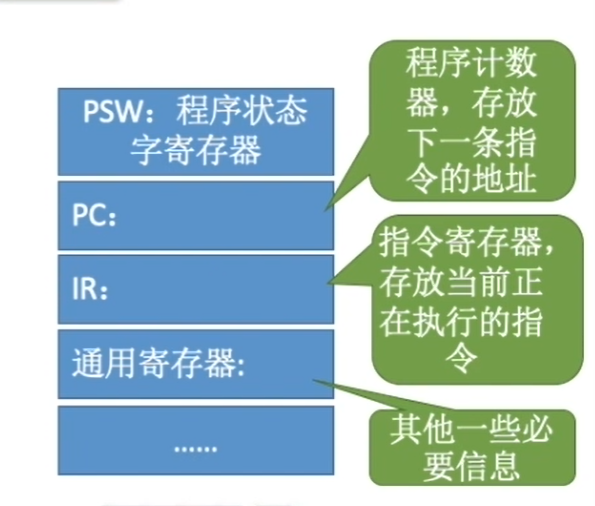 PSW：程序状态
字寄存器
PC：
IR：
通用寄存器:
......
程序计数
器，存放
下一条指
令的地址
指令寄存器，
存放当前正
在执行的指
令
其他一些必
要信息